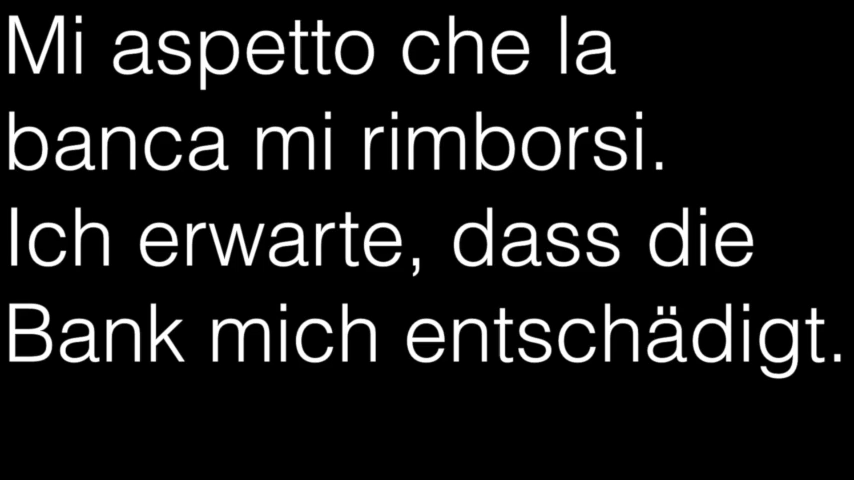 Mi aspetto che la
banca mi rimborsi.
Ich erwarte, dass die
Bank mich entschädigt.